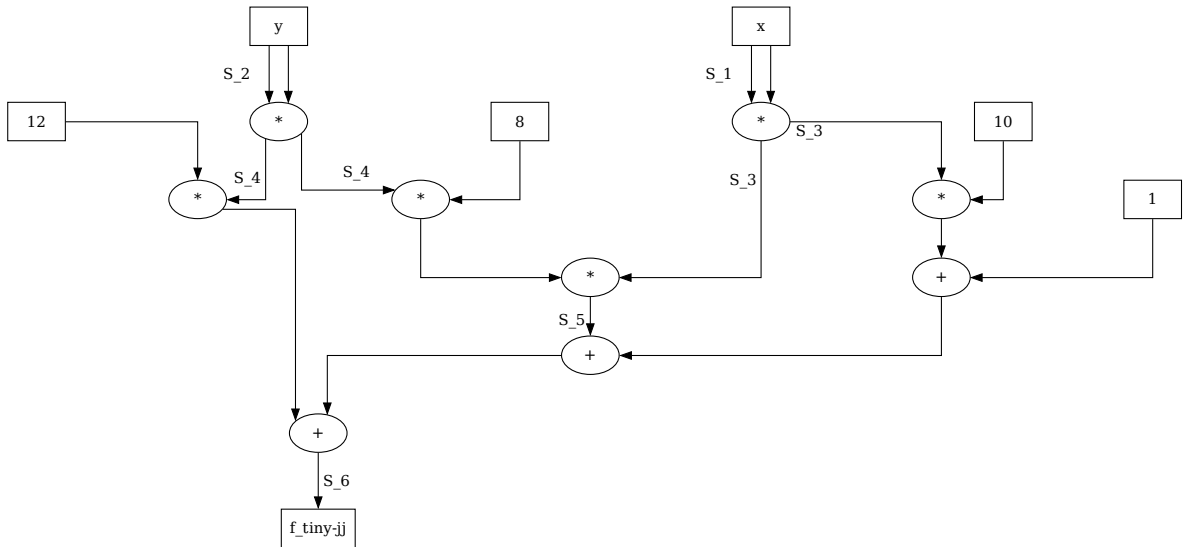 y
x
S_2
S_1
12
*
8
*
S_3
10
S_4
S_4
S_3
*
*
*
1
*
+
S_5
+
+
S_6
f_tiny-jj